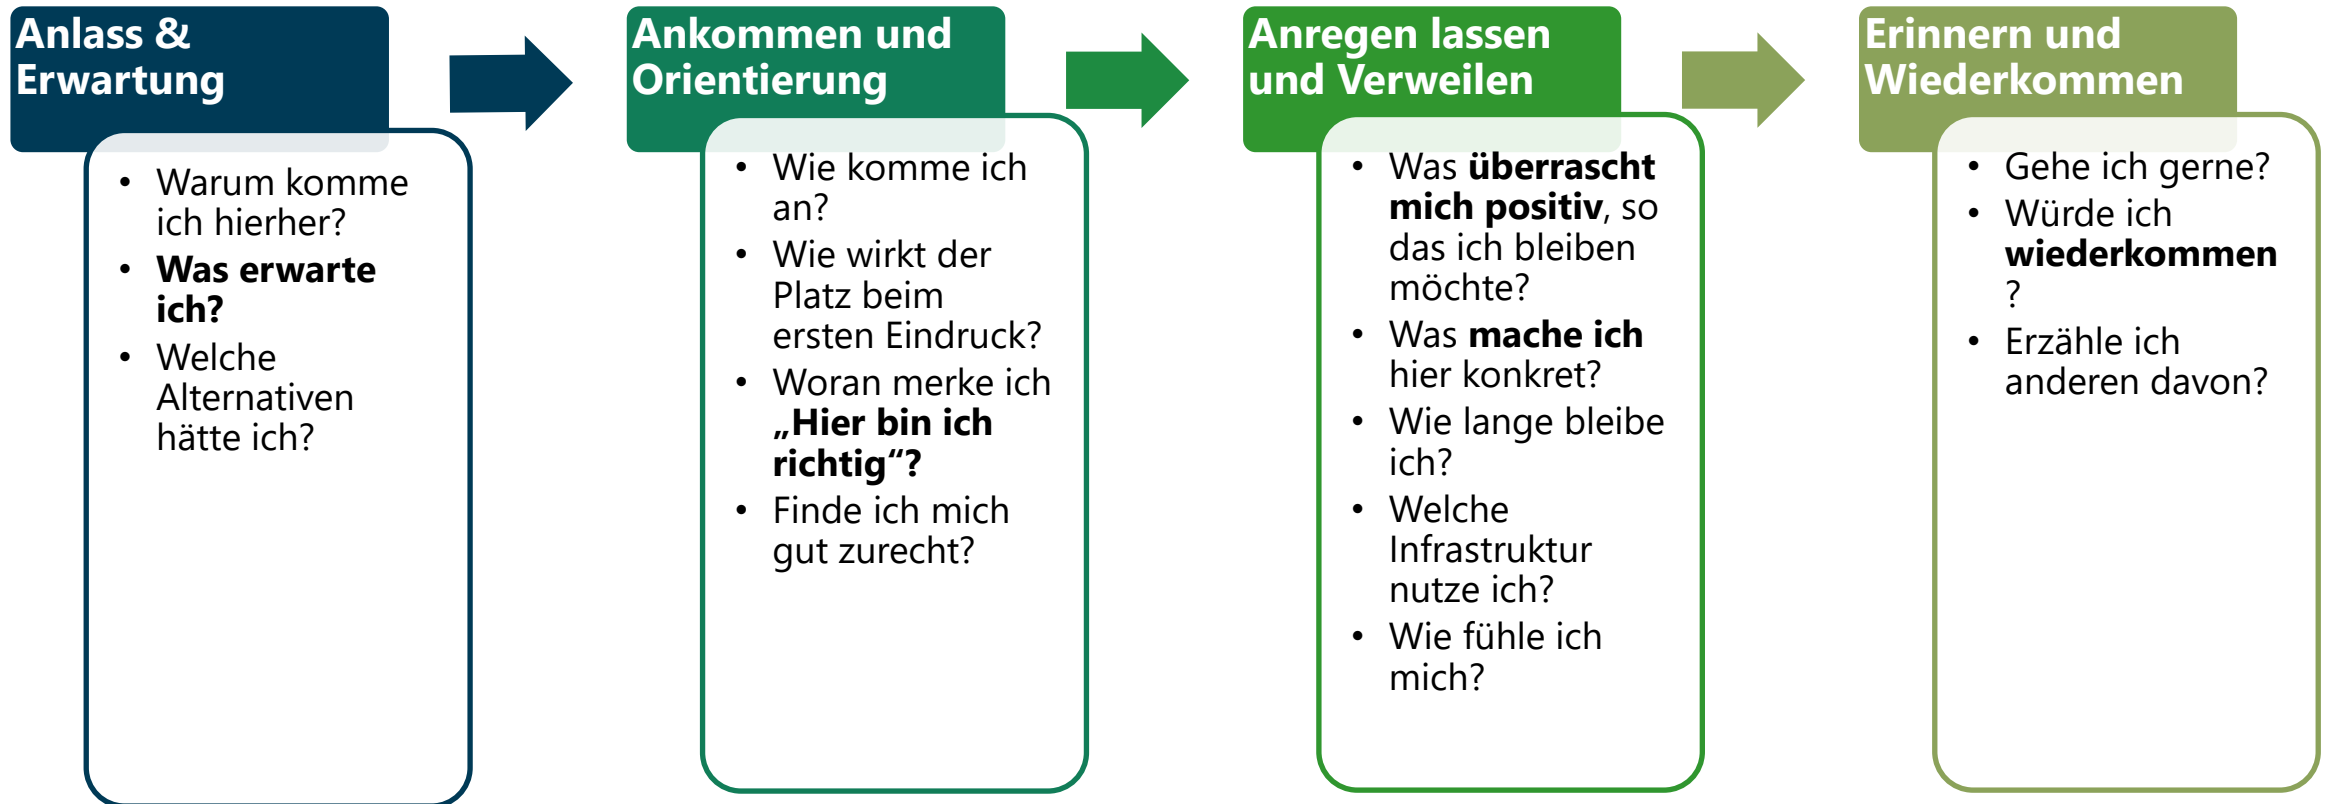 Anlass &
Erwartung
• Warum komme
ich hierher?
• Was erwarte
ich?
• Welche
Alternativen
hätte ich?
Ankommen und
Orientierung
• Wie komme ich
an?
• Wie wirkt der
Platz beim
ersten Eindruck?
• Woran merke ich
„Hier bin ich
richtig“?
• Finde ich mich
gut zurecht?
Anregen lassen
und Verweilen
• Was überrascht
mich positiv, so
das ich bleiben
möchte?
• Was mache ich
hier konkret?
• Wie lange bleibe
ich?
• Welche
Infrastruktur
nutze ich?
• Wie fühle ich
mich?
Erinnern und
Wiederkommen
• Gehe ich gerne?
• Würde ich
wiederkommen
?
• Erzähle ich
anderen davon?